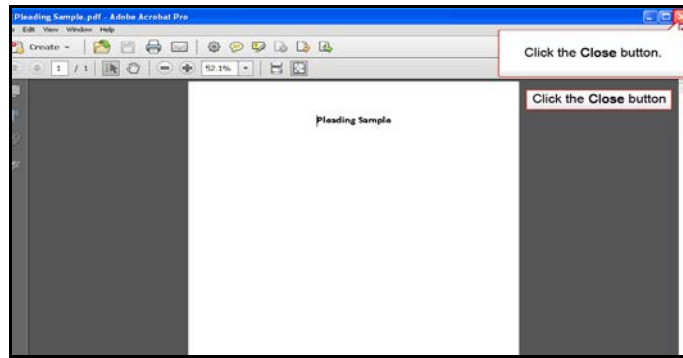 Pleading Sample.pdf - Adobe Acrobat Pro
Edit View Window Help
Create
1 / 1 52.1%
Click the Close button.
Click the Close button
Pleading Sample